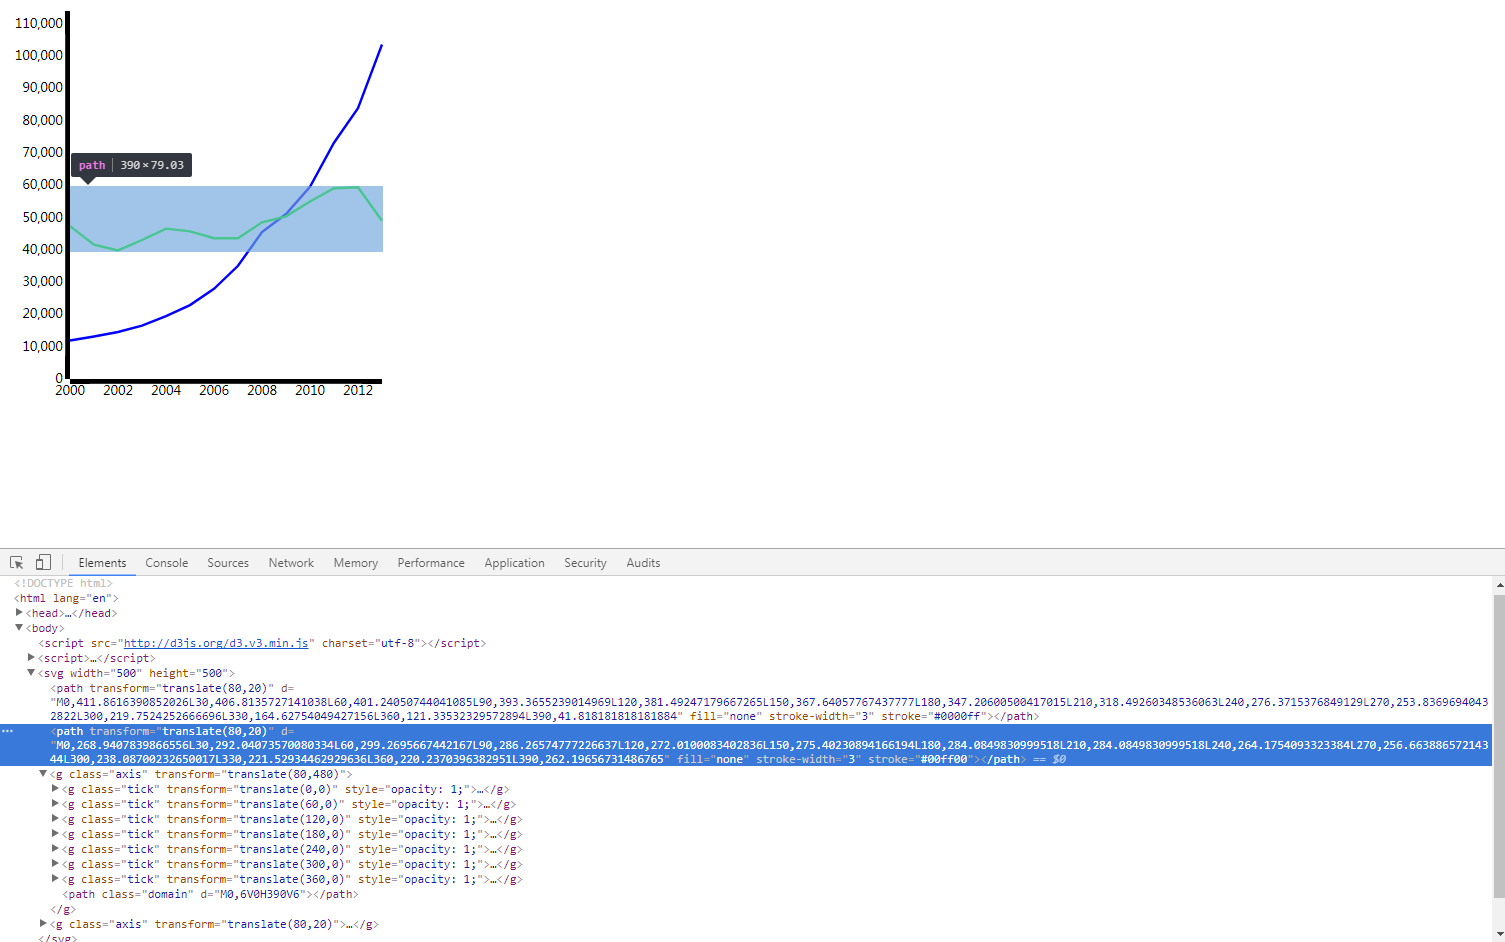 110,000
100,000
90,000
80,000
70,000
path 390×79.03
60,000
50,000
40,000
30,000
20,000
10,000
0
2000 2002 2004 2006 2008 2010 2012
Elements Console Sources Network Memory Performance Application Security Audits
<!DOCTYPE html>
<html lang="en">
<head>…</head>
<body>
<script src="http://d3js.org/d3.v3.min.js" charset="utf-8"></script>
<script>…</script>
<svg width="500" height="500">
<path transform="translate(80,20)" d=
"M0,411.8616390852026L30,406.8135727141038L60,401.24050744041085L90,393.3655239014969L120,381.49247179667265L150,367.64057767437777L180,347.20600500417015L210,318.49260348536063L240,276.3715376849129L270,253.8369694043
2822L300,219.7524252666696L330,164.62754049427156L360,121.33532329572894L390,41.818181818181884" fill="none" stroke-width="3" stroke="#0000ff"></path>
<path transform="translate(80,20)" d=
"M0,268.9407839866556L30,292.04073570080334L60,299.2695667442167L90,286.26574777226637L120,272.0100083402836L150,275.40230894166194L180,284.0849830999518L210,284.0849830999518L240,264.1754093323384L270,256.663886572143
44L300,238.08700232650017L330,221.52934462929636L360,220.2370396382951L390,262.19656731486765" fill="none" stroke-width="3" stroke="#00ff00"></path> == $0
<g class="axis" transform="translate(80,480)">
<g class="tick" transform="translate(0,0)" style="opacity: 1;">…</g>
<g class="tick" transform="translate(60,0)" style="opacity: 1;">…</g>
<g class="tick" transform="translate(120,0)" style="opacity: 1;">…</g>
<g class="tick" transform="translate(180,0)" style="opacity: 1;">…</g>
<g class="tick" transform="translate(240,0)" style="opacity: 1;">…</g>
<g class="tick" transform="translate(300,0)" style="opacity: 1;">…</g>
<g class="tick" transform="translate(360,0)" style="opacity: 1;">…</g>
<path class="domain" d="M0,6V0H390V6"></path>
</g>
<g class="axis" transform="translate(80,20)">…</g>
</svg>